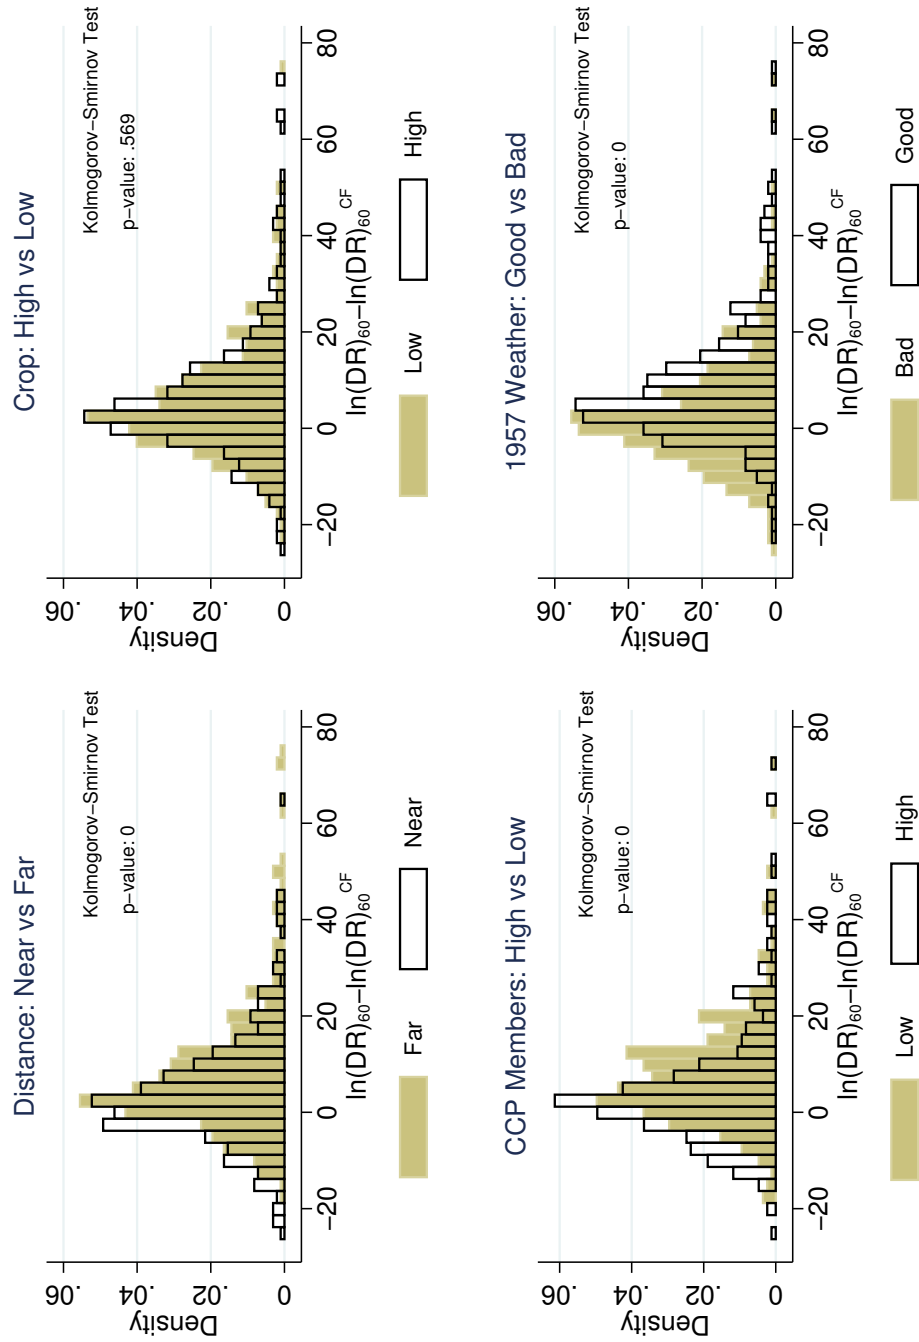 Distance: Near vs Far
Kolmogorov−Smirnov Test
p−value: 0
Density
0 .02 .04 .06
−20 0 20 40 60 80
ln(DR)60−ln(DR)60CF
Far Near
Crop: High vs Low
Kolmogorov−Smirnov Test
p−value: .569
Density
0 .02 .04 .06
−20 0 20 40 60 80
ln(DR)60−ln(DR)60CF
Low High
CCP Members: High vs Low
Kolmogorov−Smirnov Test
p−value: 0
Density
0 .02 .04 .06
−20 0 20 40 60 80
ln(DR)60−ln(DR)60CF
Low High
1957 Weather: Good vs Bad
Kolmogorov−Smirnov Test
p−value: 0
Density
0 .02 .04 .06
−20 0 20 40 60 80
ln(DR)60−ln(DR)60CF
Bad Good